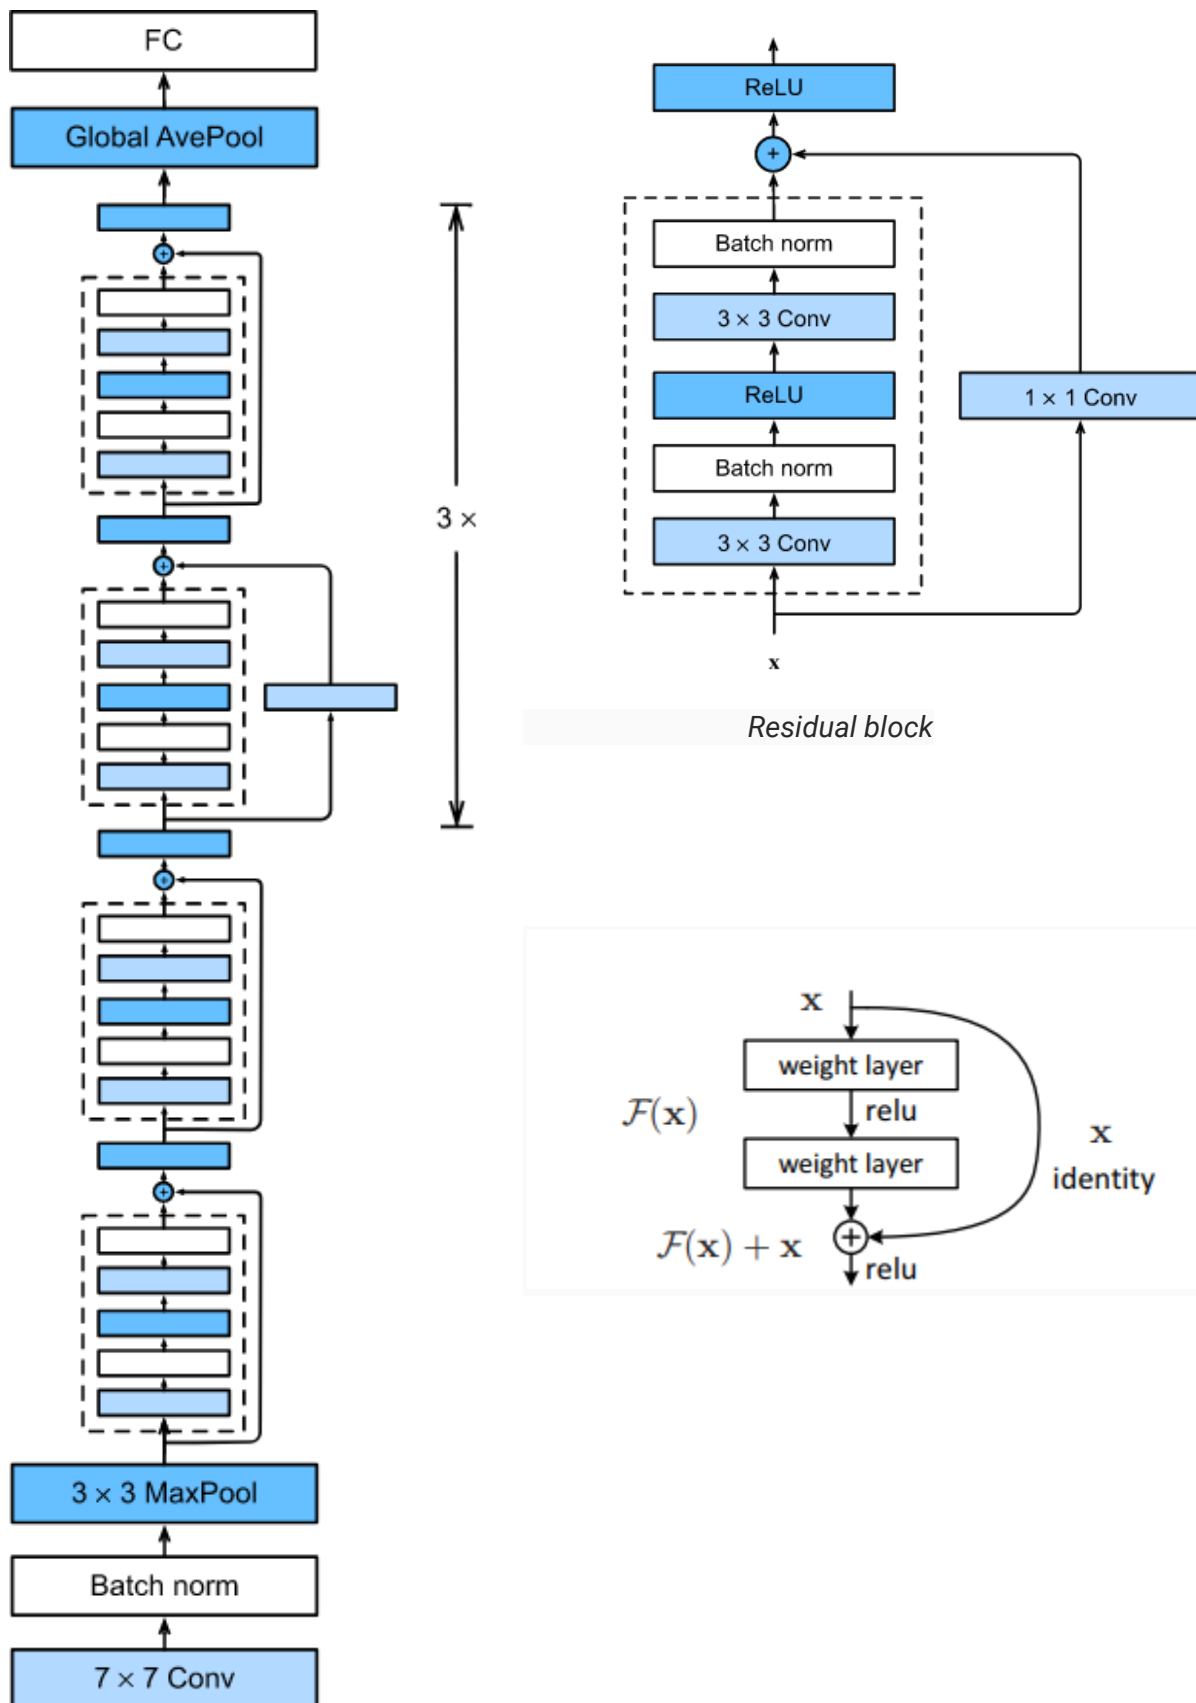 FC
Global AvePool
3 ×
3 × 3 MaxPool
Batch norm
7 × 7 Conv
ReLU
+
Batch norm
3 × 3 Conv
ReLU
1 × 1 Conv
Batch norm
3 × 3 Conv
x
Residual block
x
weight layer
F(x)
relu
weight layer
x
identity
F(x) + x
relu